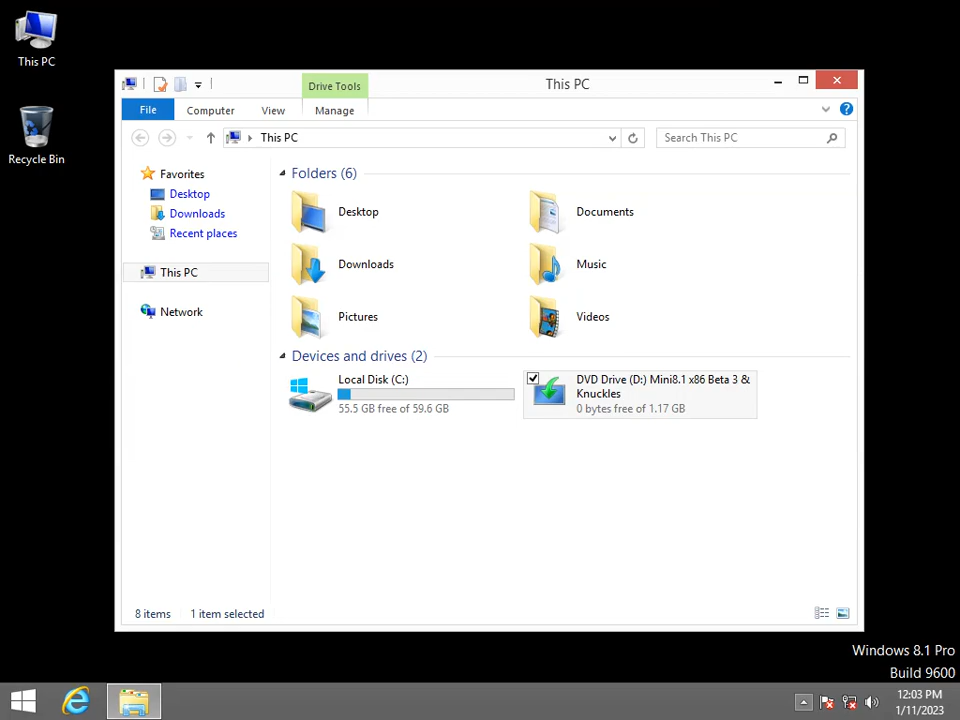 This PC
Recycle Bin
Drive Tools
This PC
File
Computer
View
Manage
This PC
Search This PC
Favorites
Desktop
Downloads
Recent places
This PC
Network
Folders (6)
Desktop
Documents
Downloads
Music
Pictures
Videos
Devices and drives (2)
Local Disk (C:)
55.5 GB free of 59.6 GB
DVD Drive (D:) Mini8.1 x86 Beta 3 &
Knuckles
0 bytes free of 1.17 GB
8 items
1 item selected
Windows 8.1 Pro
Build 9600
12:03 PM
1/11/2023